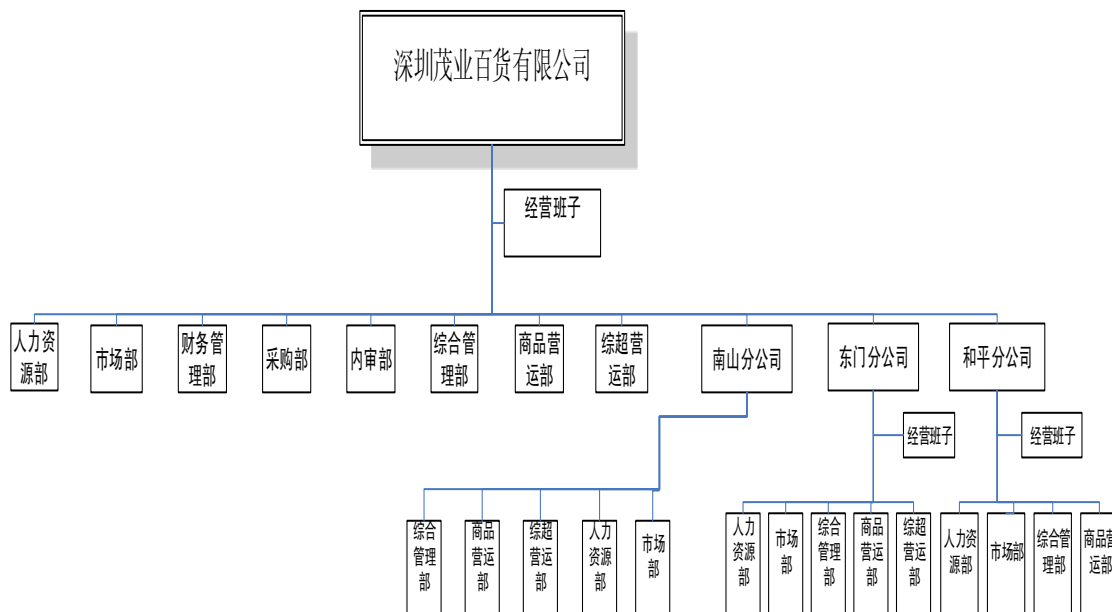 深圳茂业百货有限公司
经营班子
人力资
源部
市场部
财务管
理部
采购部
内审部
综合管
理部
商品营
运部
综超营
运部
南山分公司
东门分公司
和平分公司
经营班子
经营班子
综合
管理
部
商品
营运
部
综超
营运
部
人力
资源
部
市场
部
人力
资源
部
市场
部
综合
管理
部
商品
营运
部
综超
营运
部
人力资
源部
市场部
综合管
理部
商品营
运部